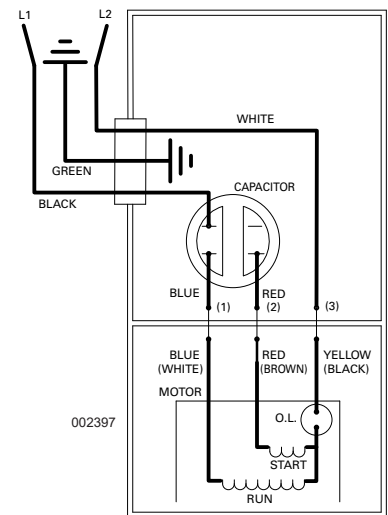 L1 L2
WHITE
GREEN
CAPACITOR
BLACK
BLUE RED
(1) (2) (3)
BLUE RED YELLOW
(WHITE) (BROWN) (BLACK)
MOTOR
002397 O.L.
START
RUN